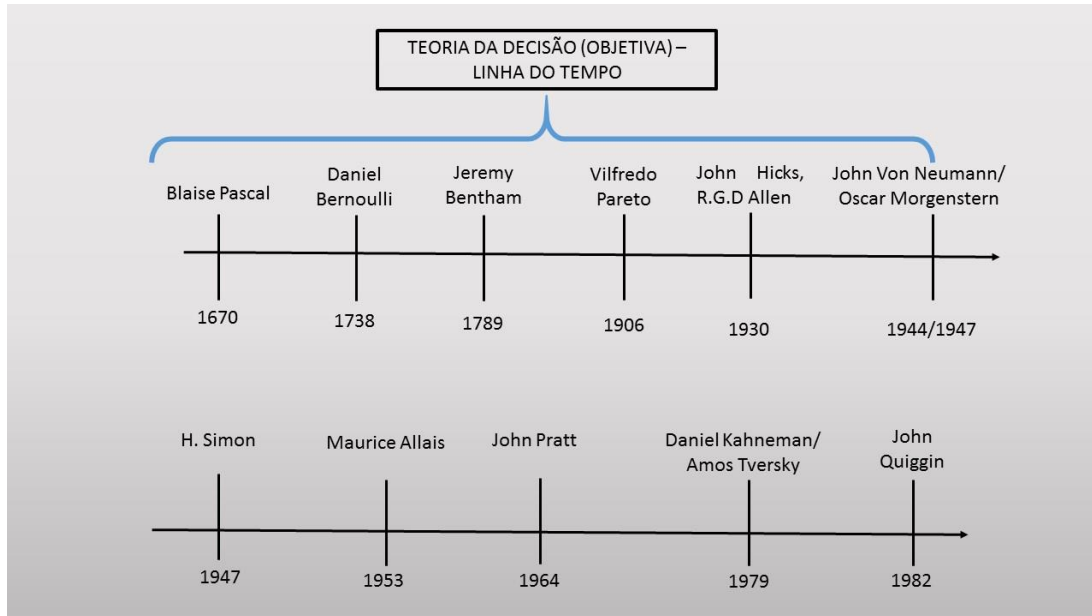 TEORIA DA DECISÃO (OBJETIVA) –
LINHA DO TEMPO
Blaise Pascal
Daniel
Bernoulli
Jeremy
Bentham
Vilfredo
Pareto
John Hicks,
R.G.D Allen
John Von Neumann/
Oscar Morgenstern
1670
1738
1789
1906
1930
1944/1947
H. Simon
Maurice Allais
John Pratt
Daniel Kahneman/
Amos Tversky
John
Quiggin
1947
1953
1964
1979
1982